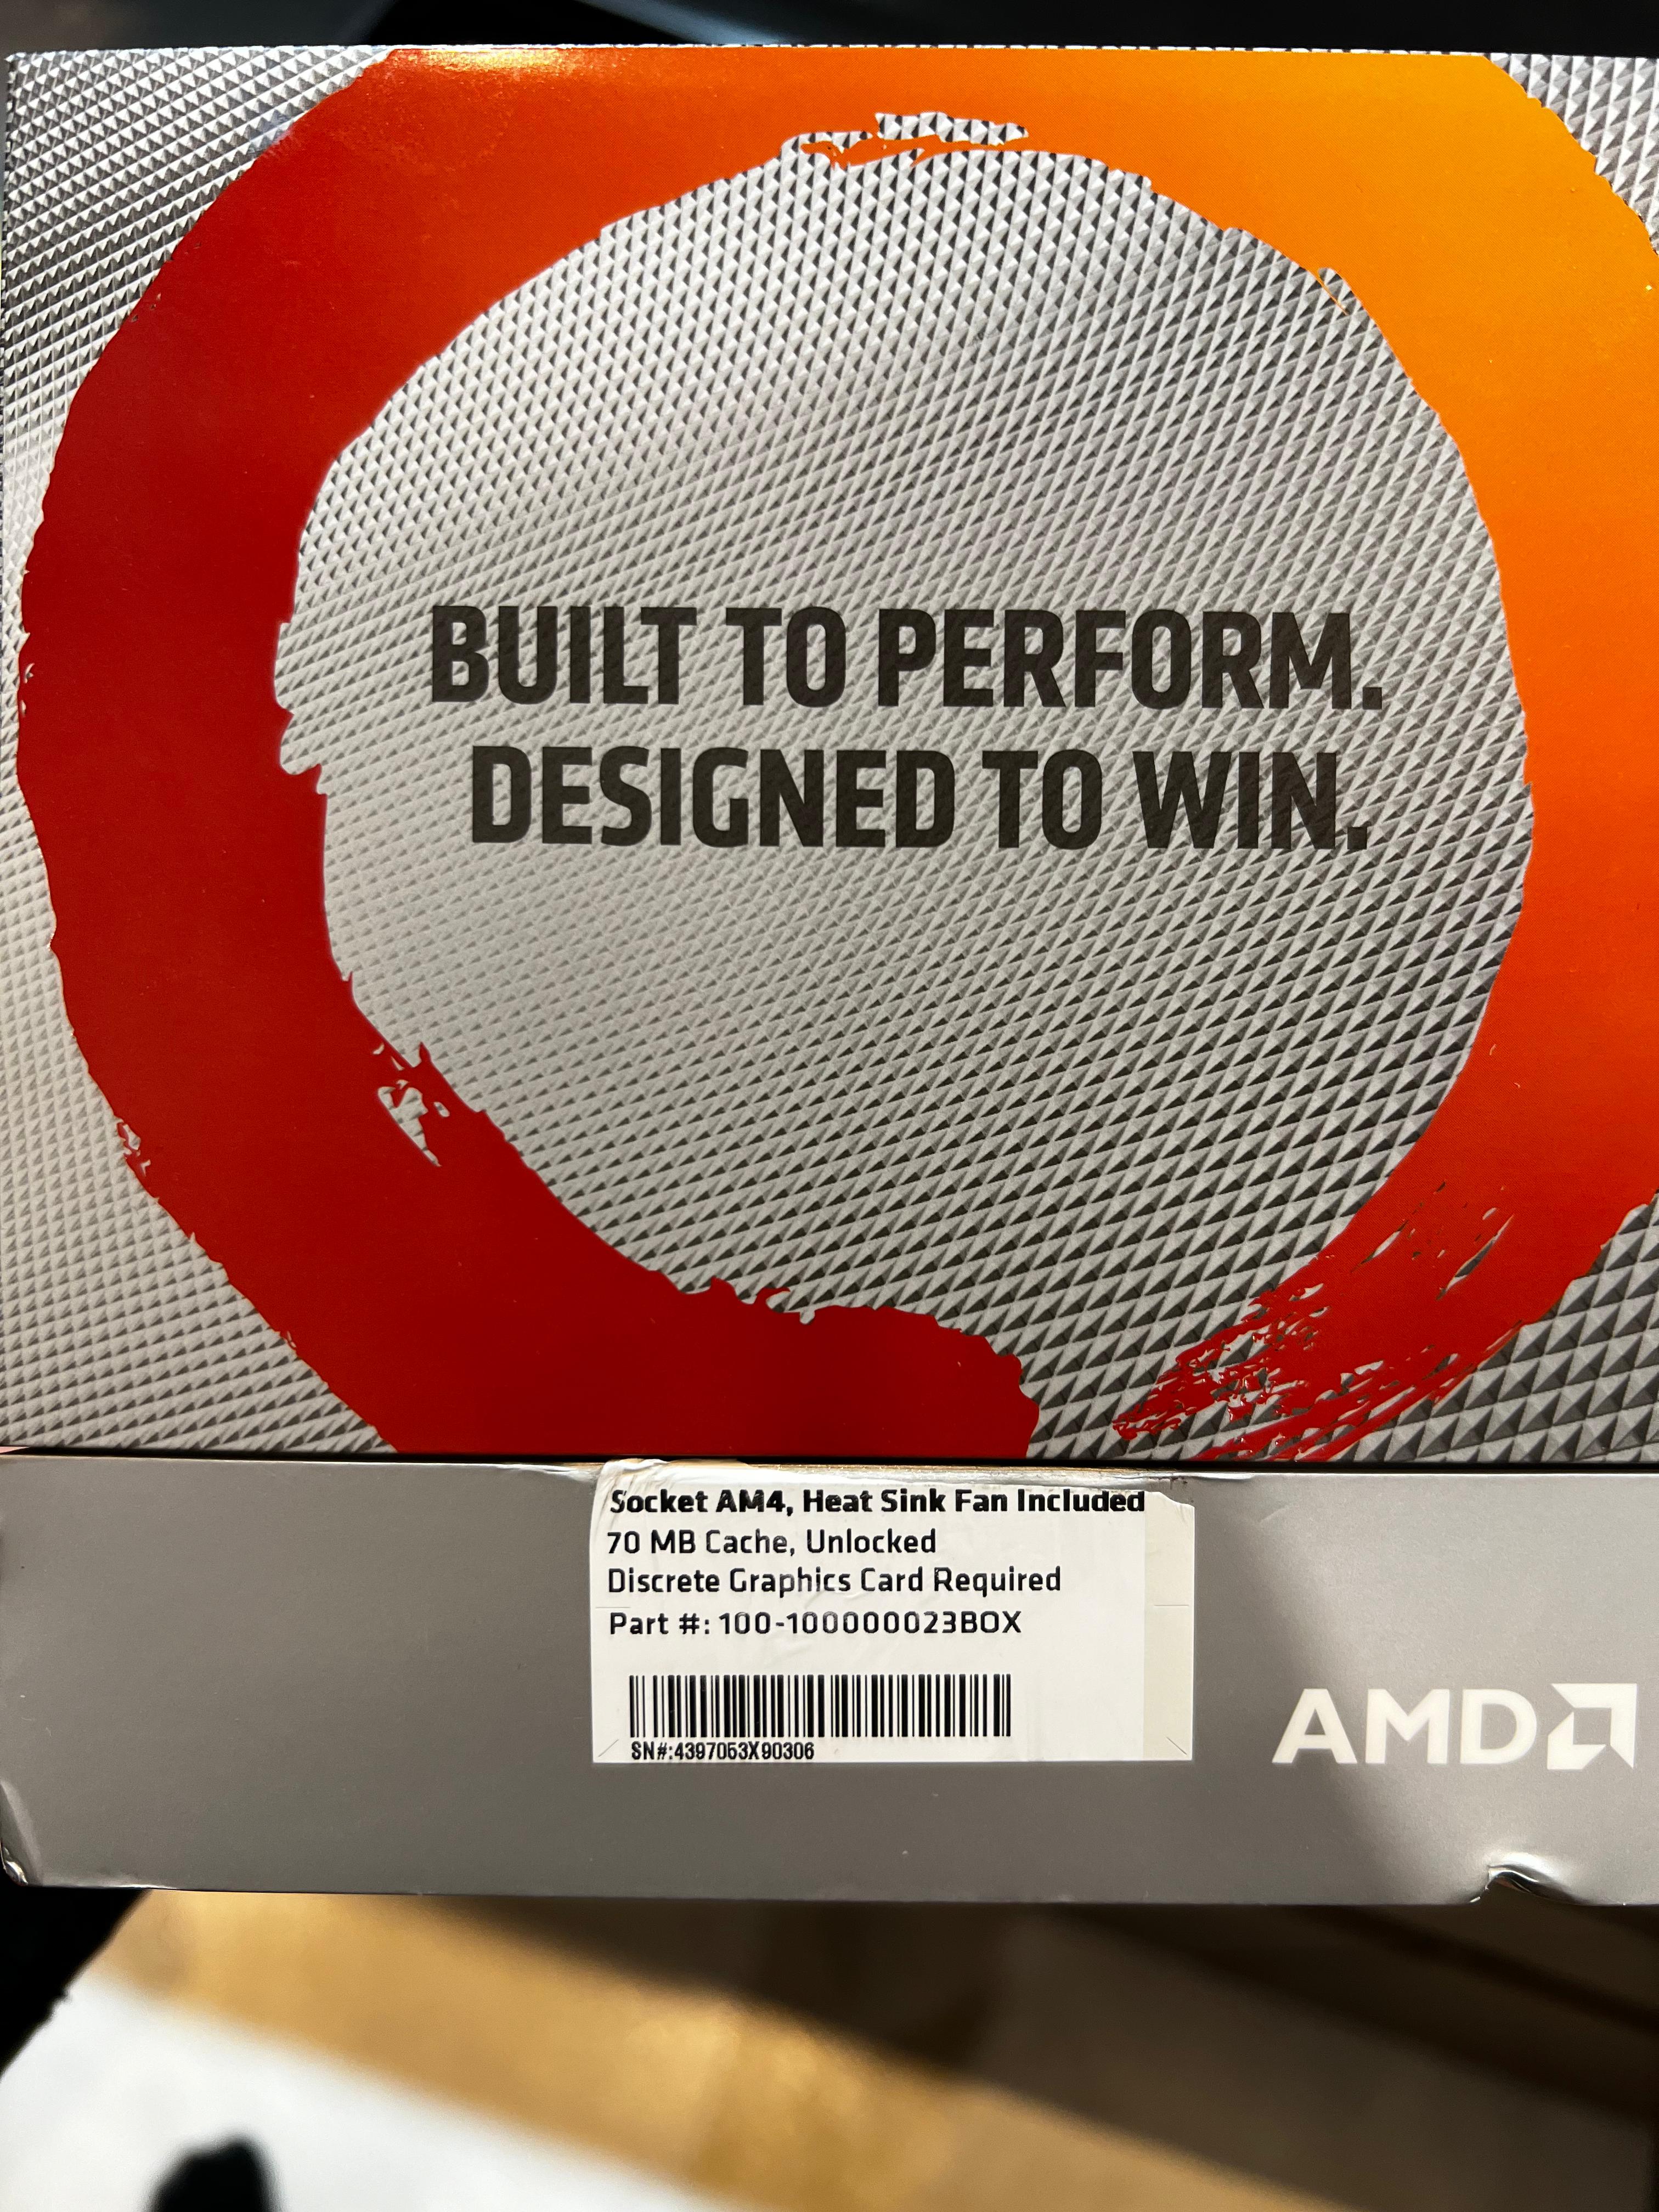 BUILT TO PERFORM.
DESIGNED TO WIN.
Socket AM4, Heat Sink Fan Included
70 MB Cache, Unlocked
Discrete Graphics Card Required
Part #: 100-100000023BOX
SN#:4397053X90306
AMD